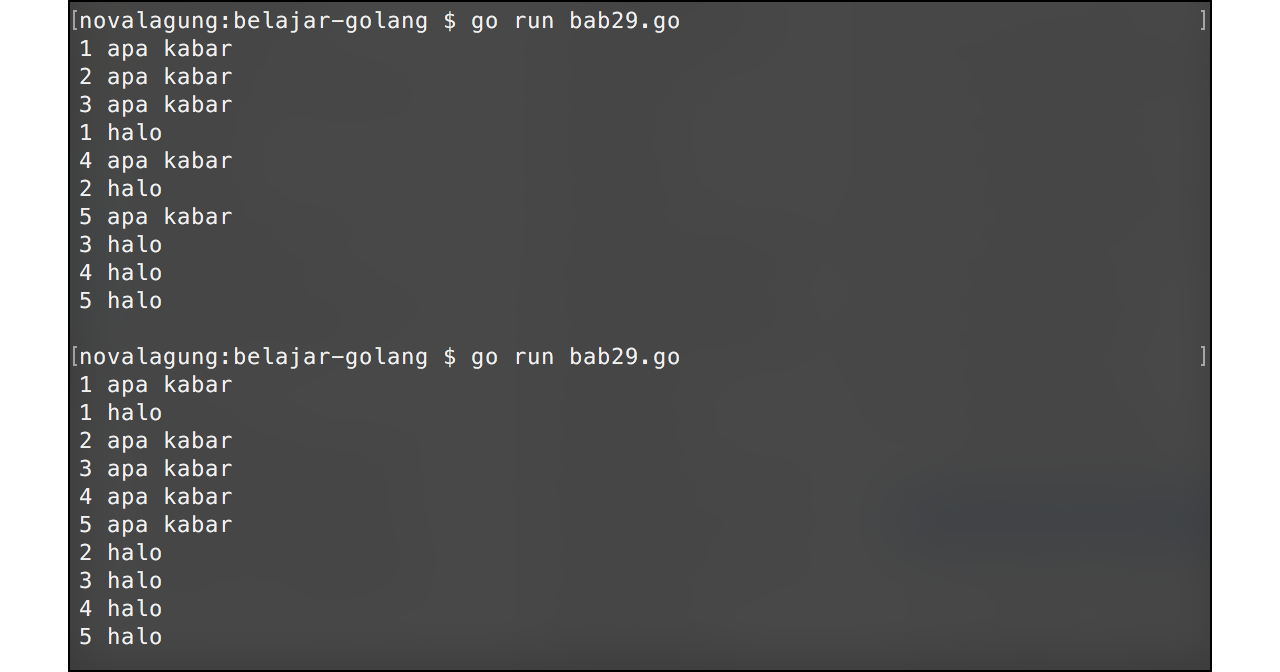 [novalagung:belajar-golang $ go run bab29.go ]
1 apa kabar
2 apa kabar
3 apa kabar
1 halo
4 apa kabar
2 halo
5 apa kabar
3 halo
4 halo
5 halo
[novalagung:belajar-golang $ go run bab29.go ]
1 apa kabar
1 halo
2 apa kabar
3 apa kabar
4 apa kabar
5 apa kabar
2 halo
3 halo
4 halo
5 halo